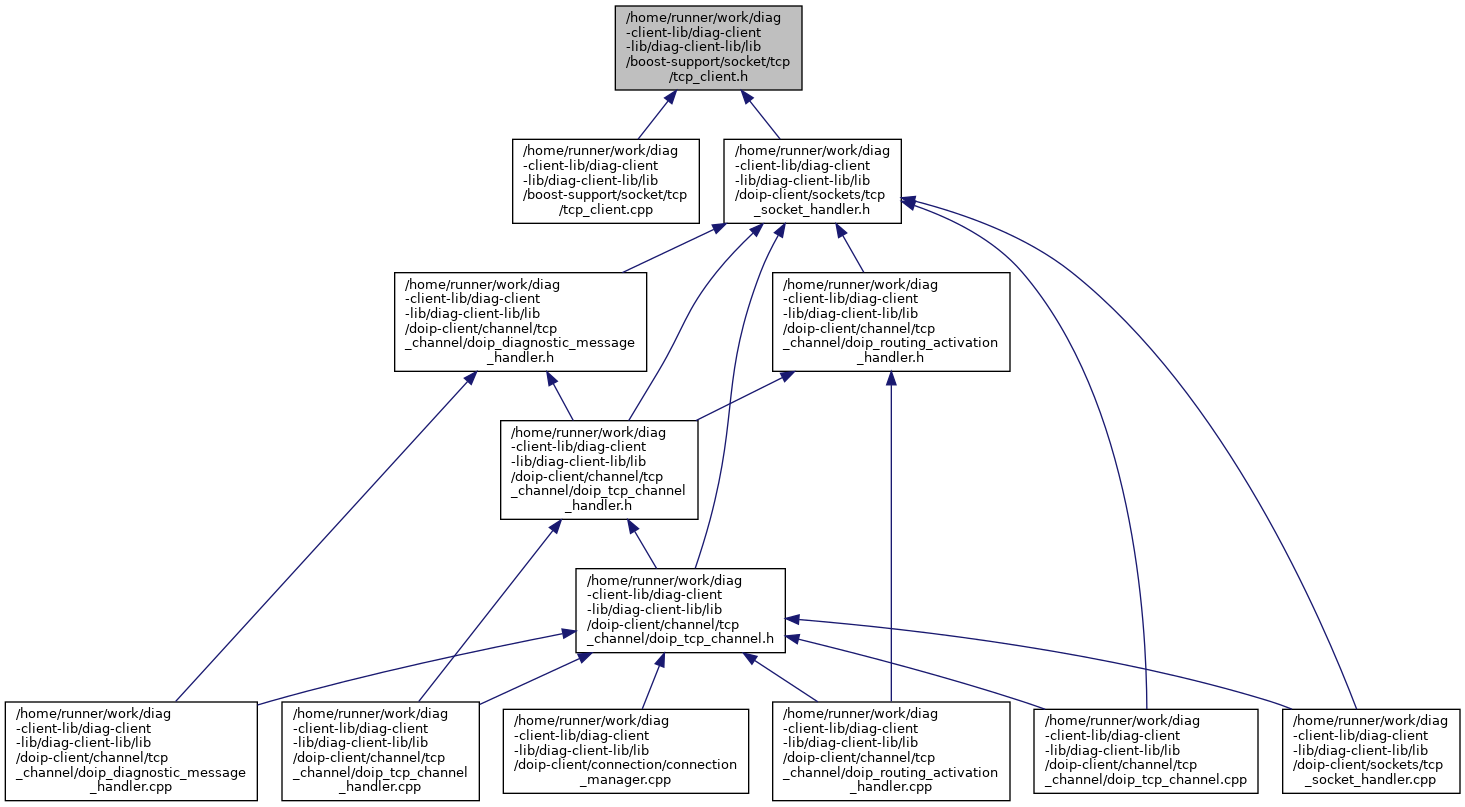 /home/runner/work/diag
-client-lib/diag-client
-lib/diag-client-lib/lib
/boost-support/socket/tcp
/tcp_client.h
/home/runner/work/diag
-client-lib/diag-client
-lib/diag-client-lib/lib
/boost-support/socket/tcp
/tcp_client.cpp
/home/runner/work/diag
-client-lib/diag-client
-lib/diag-client-lib/lib
/doip-client/sockets/tcp
_socket_handler.h
/home/runner/work/diag
-client-lib/diag-client
-lib/diag-client-lib/lib
/doip-client/channel/tcp
_channel/doip_diagnostic_message
_handler.h
/home/runner/work/diag
-client-lib/diag-client
-lib/diag-client-lib/lib
/doip-client/channel/tcp
_channel/doip_routing_activation
_handler.h
/home/runner/work/diag
-client-lib/diag-client
-lib/diag-client-lib/lib
/doip-client/channel/tcp
_channel/doip_tcp_channel
_handler.h
/home/runner/work/diag
-client-lib/diag-client
-lib/diag-client-lib/lib
/doip-client/channel/tcp
_channel/doip_tcp_channel.h
/home/runner/work/diag
-client-lib/diag-client
-lib/diag-client-lib/lib
/doip-client/channel/tcp
_channel/doip_diagnostic_message
_handler.cpp
/home/runner/work/diag
-client-lib/diag-client
-lib/diag-client-lib/lib
/doip-client/channel/tcp
_channel/doip_tcp_channel
_handler.cpp
/home/runner/work/diag
-client-lib/diag-client
-lib/diag-client-lib/lib
/doip-client/connection/connection
_manager.cpp
/home/runner/work/diag
-client-lib/diag-client
-lib/diag-client-lib/lib
/doip-client/channel/tcp
_channel/doip_routing_activation
_handler.cpp
/home/runner/work/diag
-client-lib/diag-client
-lib/diag-client-lib/lib
/doip-client/channel/tcp
_channel/doip_tcp_channel.cpp
/home/runner/work/diag
-client-lib/diag-client
-lib/diag-client-lib/lib
/doip-client/sockets/tcp
_socket_handler.cpp